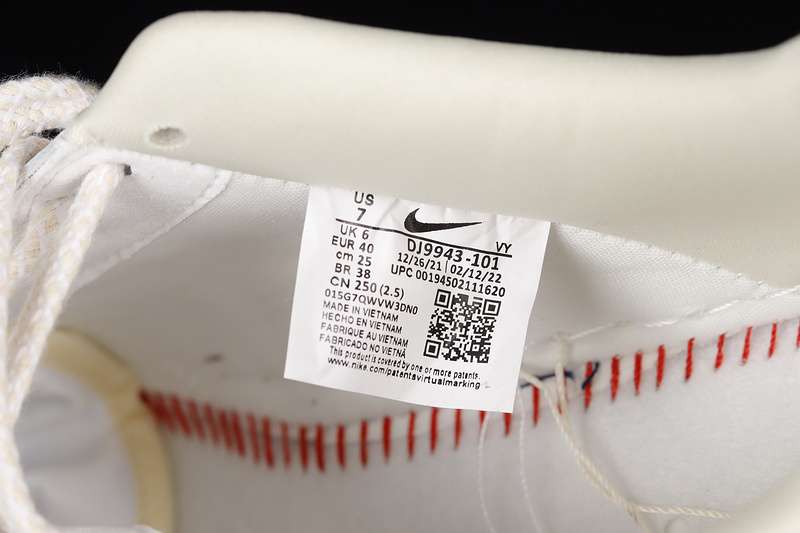 US
7
UK 6
EUR 40
cm 25
BR 38
CN 250 (2.5)
VY
DJ9943-101
12/26/21 | 02/12/22
UPC 00194502111620
015G7QWVW3DN0
MADE IN VIETNAM
HECHO EN VIETNAM
FABRIQUE AU VIETNAM
FABRICADO NO VIETNÃ
This product is covered by one or more patents.
www.nike.com/patentsvirtualmarking